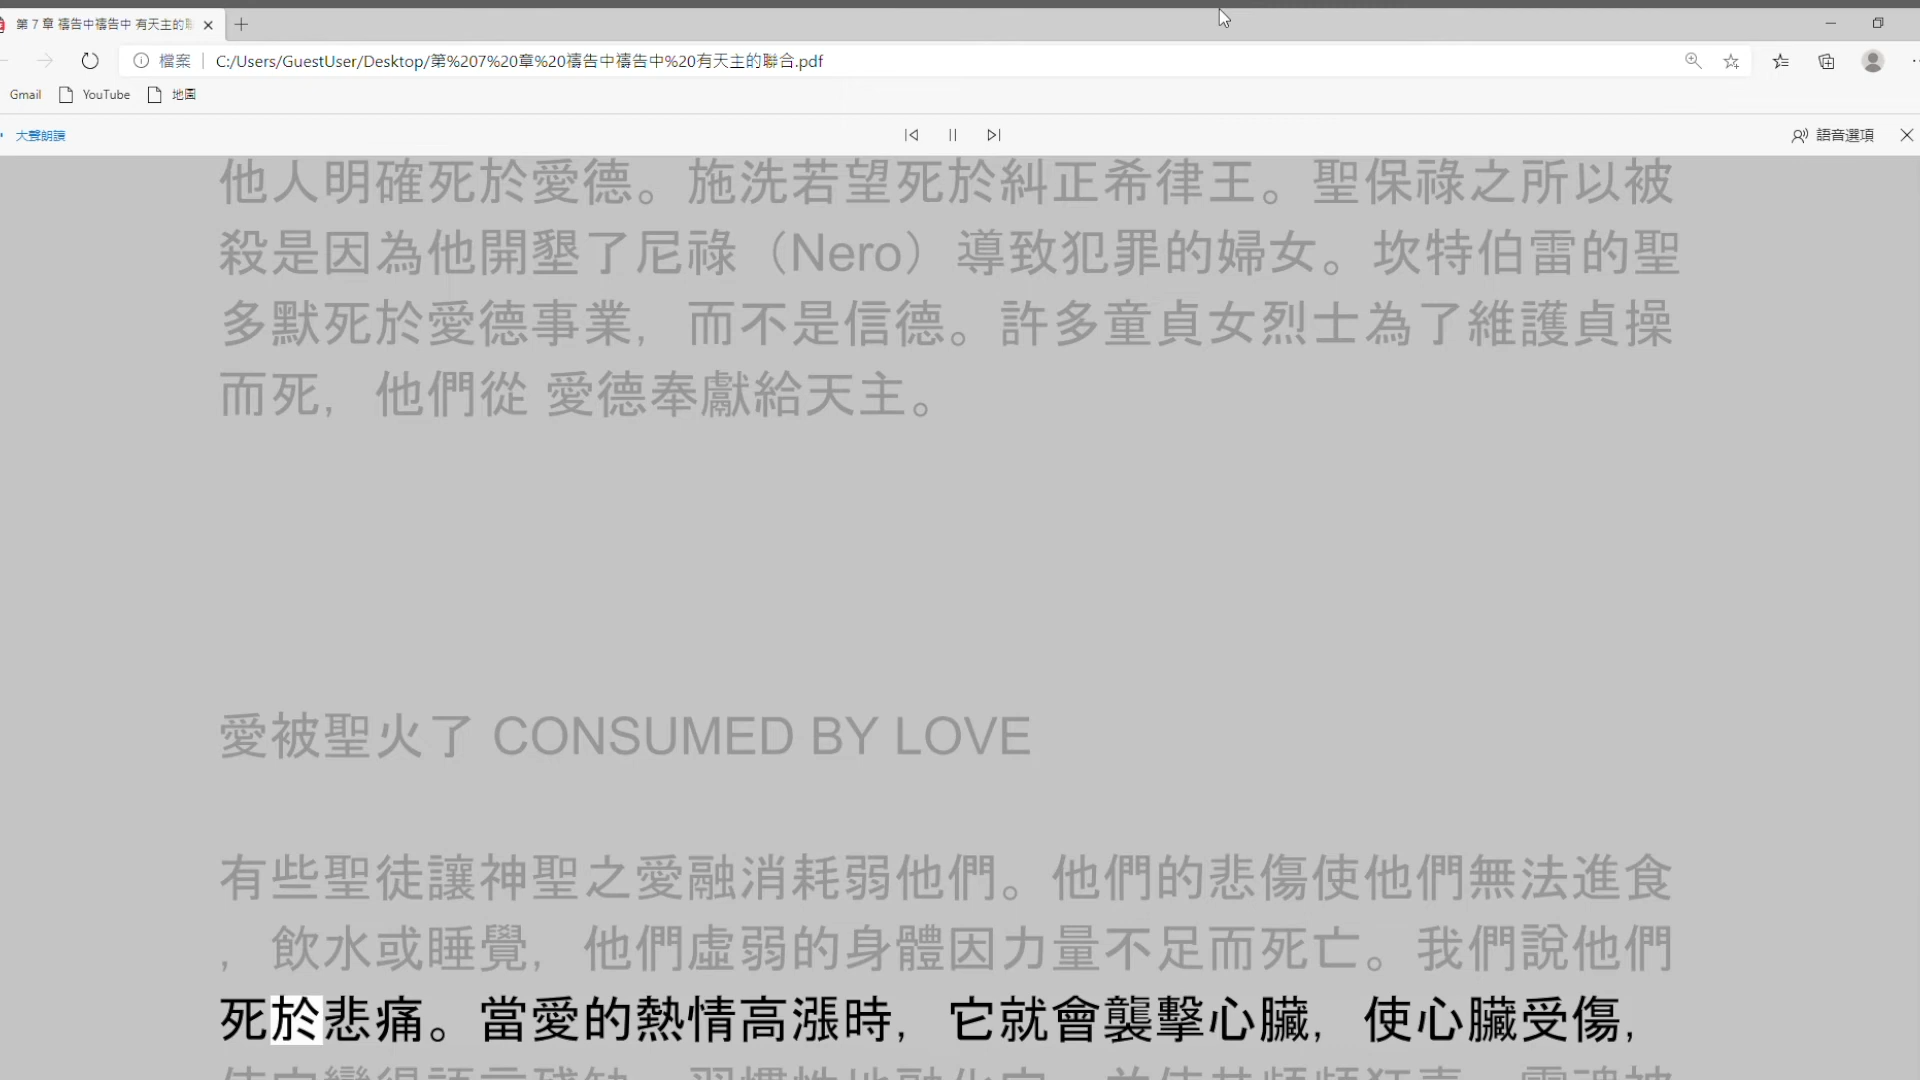 第 7 章 禱告中禱告中 有天主的
檔案
C:/Users/GuestUser/Desktop/第%207%20章%20禱告中禱告中%20有天主的聯合.pdf
Gmail
YouTube
地圖
大聲朗讀
語音選項
他人明確死於愛德。施洗若望死於糾正希律王。聖保祿之所以被
殺是因為他開墾了尼祿（Nero）導致犯罪的婦女。坎特伯雷的聖
多默死於愛德事業，而不是信德。許多童貞女烈士為了維護貞操
而死，他們從 愛德奉獻給天主。
愛被聖火了 CONSUMED BY LOVE
有些聖徒讓神聖之愛融消耗弱他們。他們的悲傷使他們無法進食
，飲水或睡覺，他們虛弱的身體因力量不足而死亡。我們說他們
死於悲痛。當愛的熱情高漲時，它就會襲擊心臟，使心臟受傷，